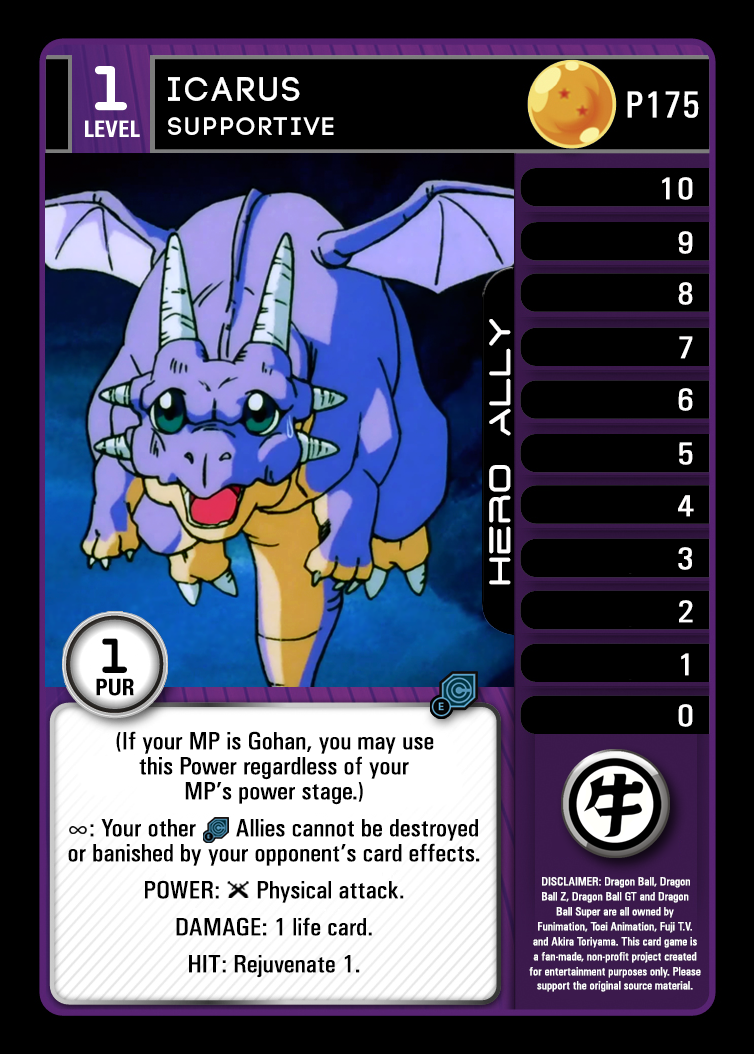 1
LEVEL
ICARUS
SUPPORTIVE
P175
10
9
8
7
6
5
4
3
2
1
0
HERO ALLY
1
PUR
E
(If your MP is Gohan, you may use
this Power regardless of your
MP's power stage.)
∞: Your other Allies cannot be destroyed
or banished by your opponent's card effects.
POWER: Physical attack.
DAMAGE: 1 life card.
HIT: Rejuvenate 1.
牛
DISCLAIMER: Dragon Ball, Dragon
Ball Z, Dragon Ball GT and Dragon
Ball Super are all owned by
Funimation, Toei Animation, Fuji T.V.
and Akira Toriyama. This card game is
a fan-made, non-profit project created
for entertainment purposes only. Please
support the original source material.